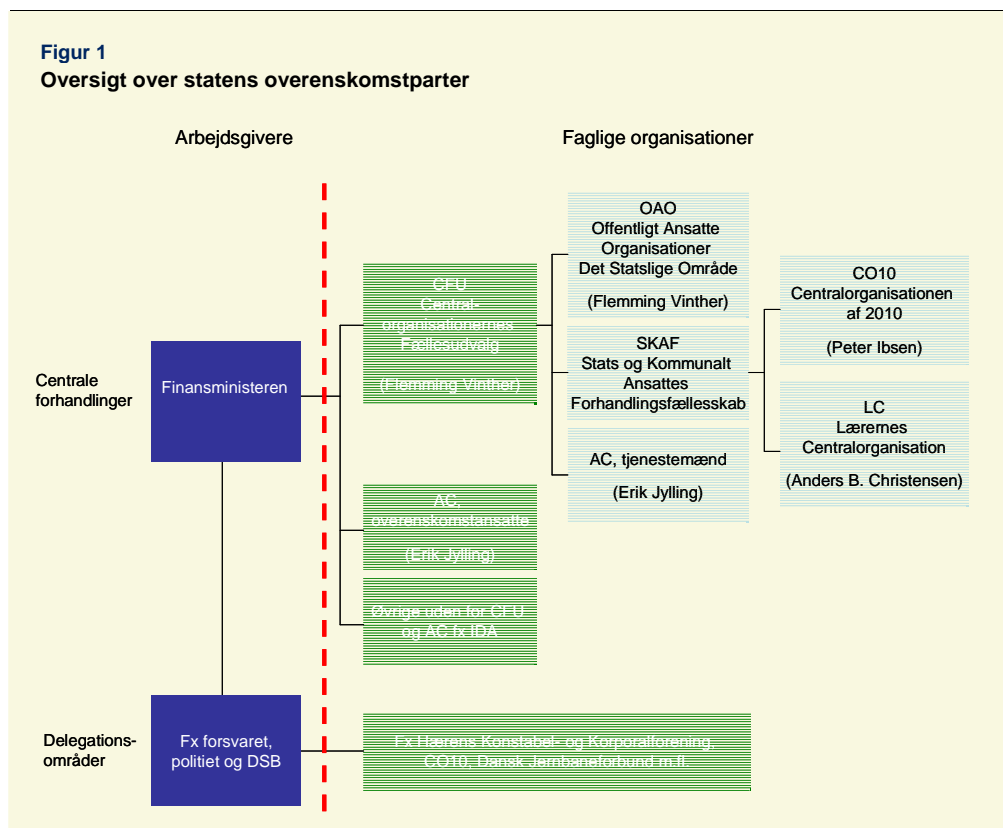 Figur 1
Oversigt over statens overenskomstparter
Arbejdsgivere
Faglige organisationer
Centrale
forhandlinger
Finansministeren
CFU
Central-
organisationernes
Fællesudvalg
(Flemming Vinther)
AC,
overenskomstansatte
(Erik Jylling)
Øvrige uden for CFU
og AC fx IDA
OAO
Offentligt Ansatte
Organisationer
Det Statslige Område
(Flemming Vinther)
SKAF
Stats og Kommunalt
Ansattes
Forhandlingsfællesskab
AC, tjenestemænd
(Erik Jylling)
CO10
Centralorganisationen
af 2010
(Peter Ibsen)
LC
Lærernes
Centralorganisation
(Anders B. Christensen)
Delegations-
områder
Fx forsvaret,
politiet og DSB
Fx Hærens Konstabel- og Korporalforening,
CO10, Dansk Jernbaneforbund m.fl.